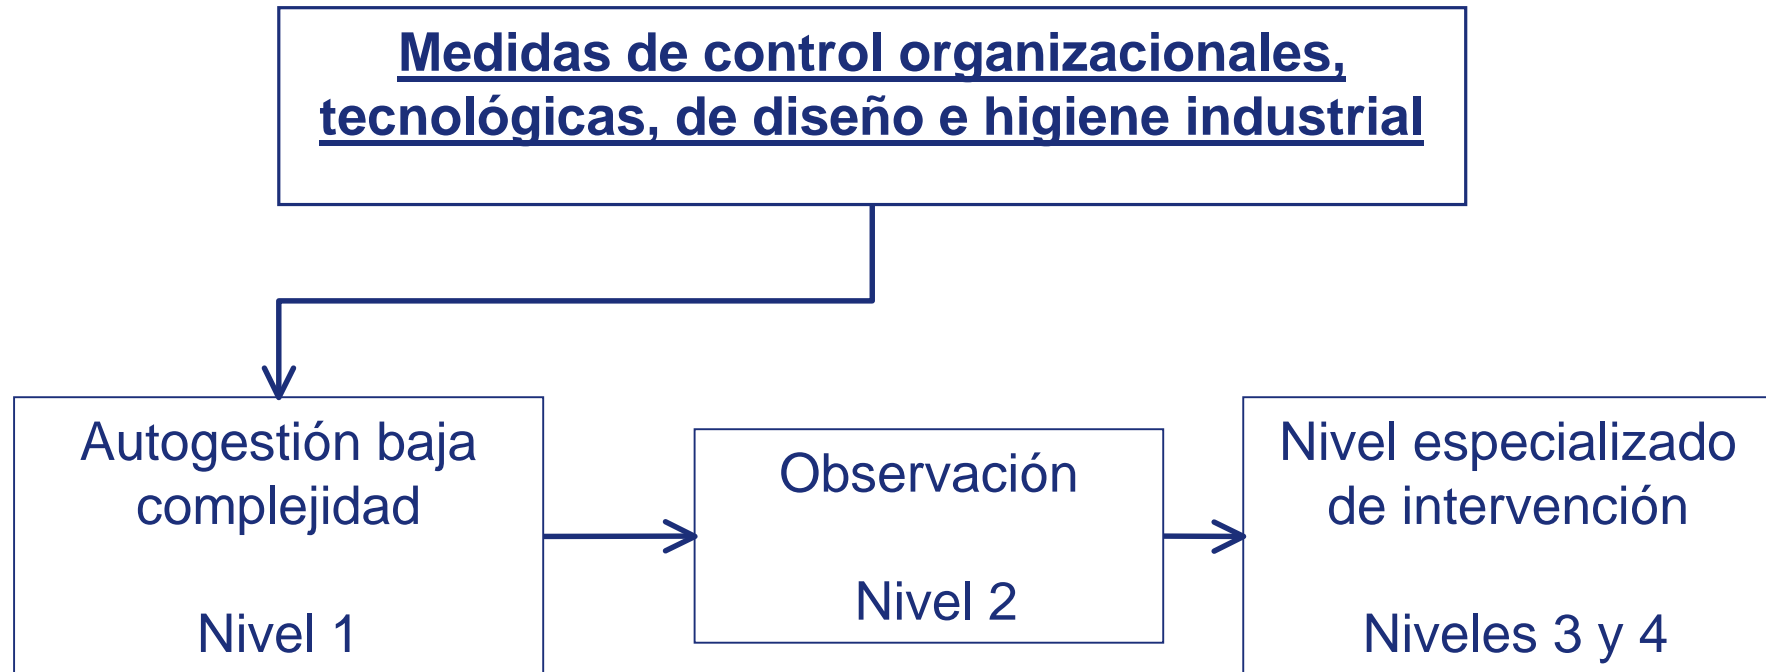 Medidas de control organizacionales,
tecnológicas, de diseño e higiene industrial
Autogestión baja
complejidad
Nivel 1
Observación
Nivel 2
Nivel especializado
de intervención
Niveles 3 y 4